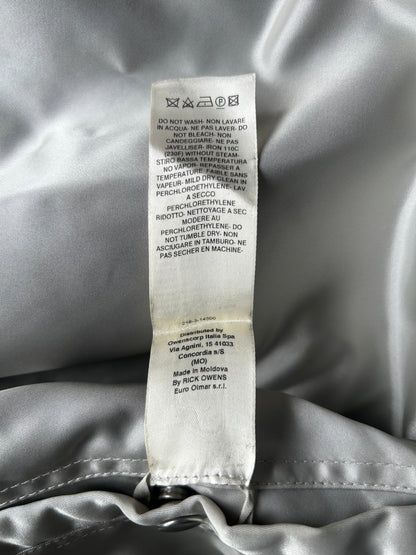 DO NOT WASH- NON LAVARE
IN ACQUA- NE PAS LAVER- DO
NOT BLEACH- NON
CANDEGGIARE- NE PAS
JAVELLISER- IRON 110C
(230F) WITHOUT STEAM-
STIRO BASSA TEMPERATURA
NO VAPOR- REPASSER A
TEMPERATURE FAIBLE SANS
VAPEUR- MILD DRY CLEAN IN
PERCHLOROETHYLENE- LAV
A SECCO
PERCHLORETHYLENE
RIDOTTO- NETTOYAGE A SEC
MODERE AU
PERCHLORETHYLENE- DO
NOT TUMBLE DRY- NON
ASCIUGARE IN TAMBURO- NE
PAS SECHER EN MACHINE-
Distributed by
Owenscorp Italia Spa
Via Agnini, 15 41033
Concordia s/S
(MO)
Made in Moldova
By RICK OWENS
Euro Olmar s.r.l.